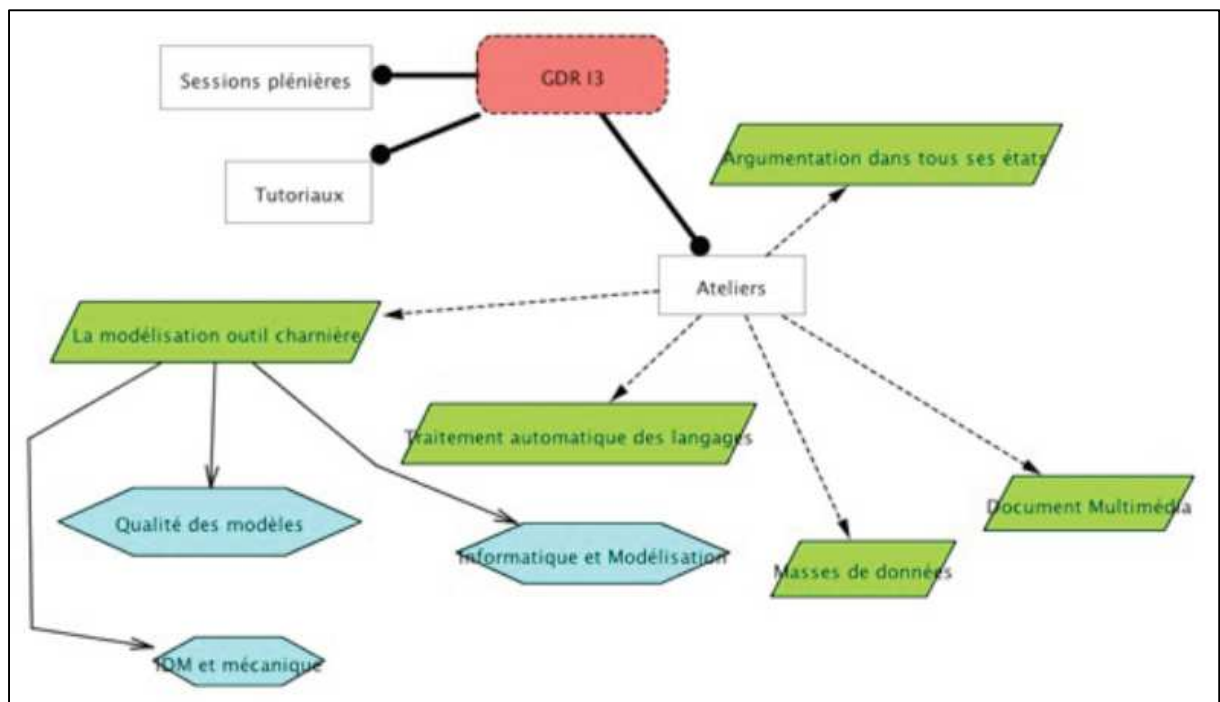 GDR I3
Sessions plénières
Argumentation dans tous ses états
Tutoriaux
Ateliers
La modélisation outil charnière
Traitement automatique des langages
Document Multimédia
Qualité des modèles
Informatique et Modélisation
Masses de données
IDM et mécanique